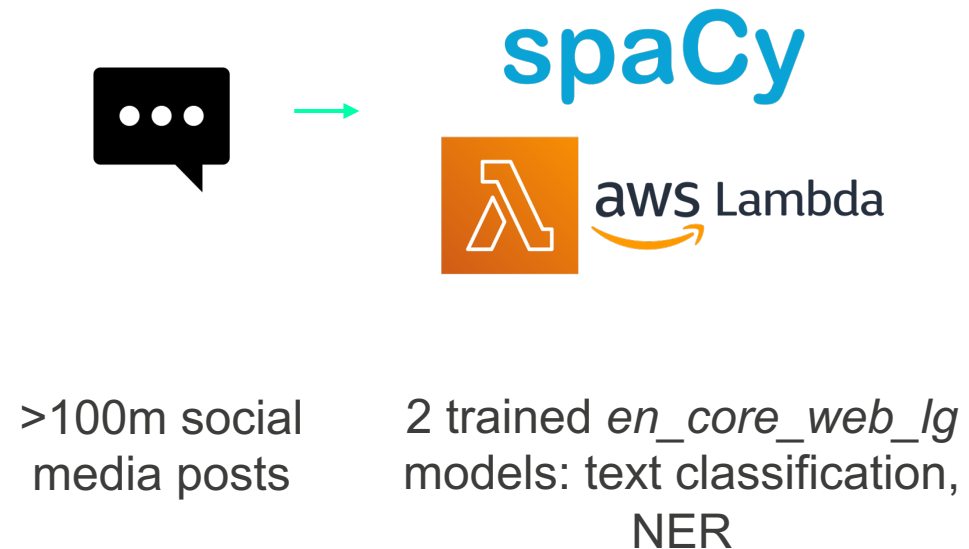 spaCy
aws Lambda
>100m social
media posts
2 trained en_core_web_lg
models: text classification,
NER